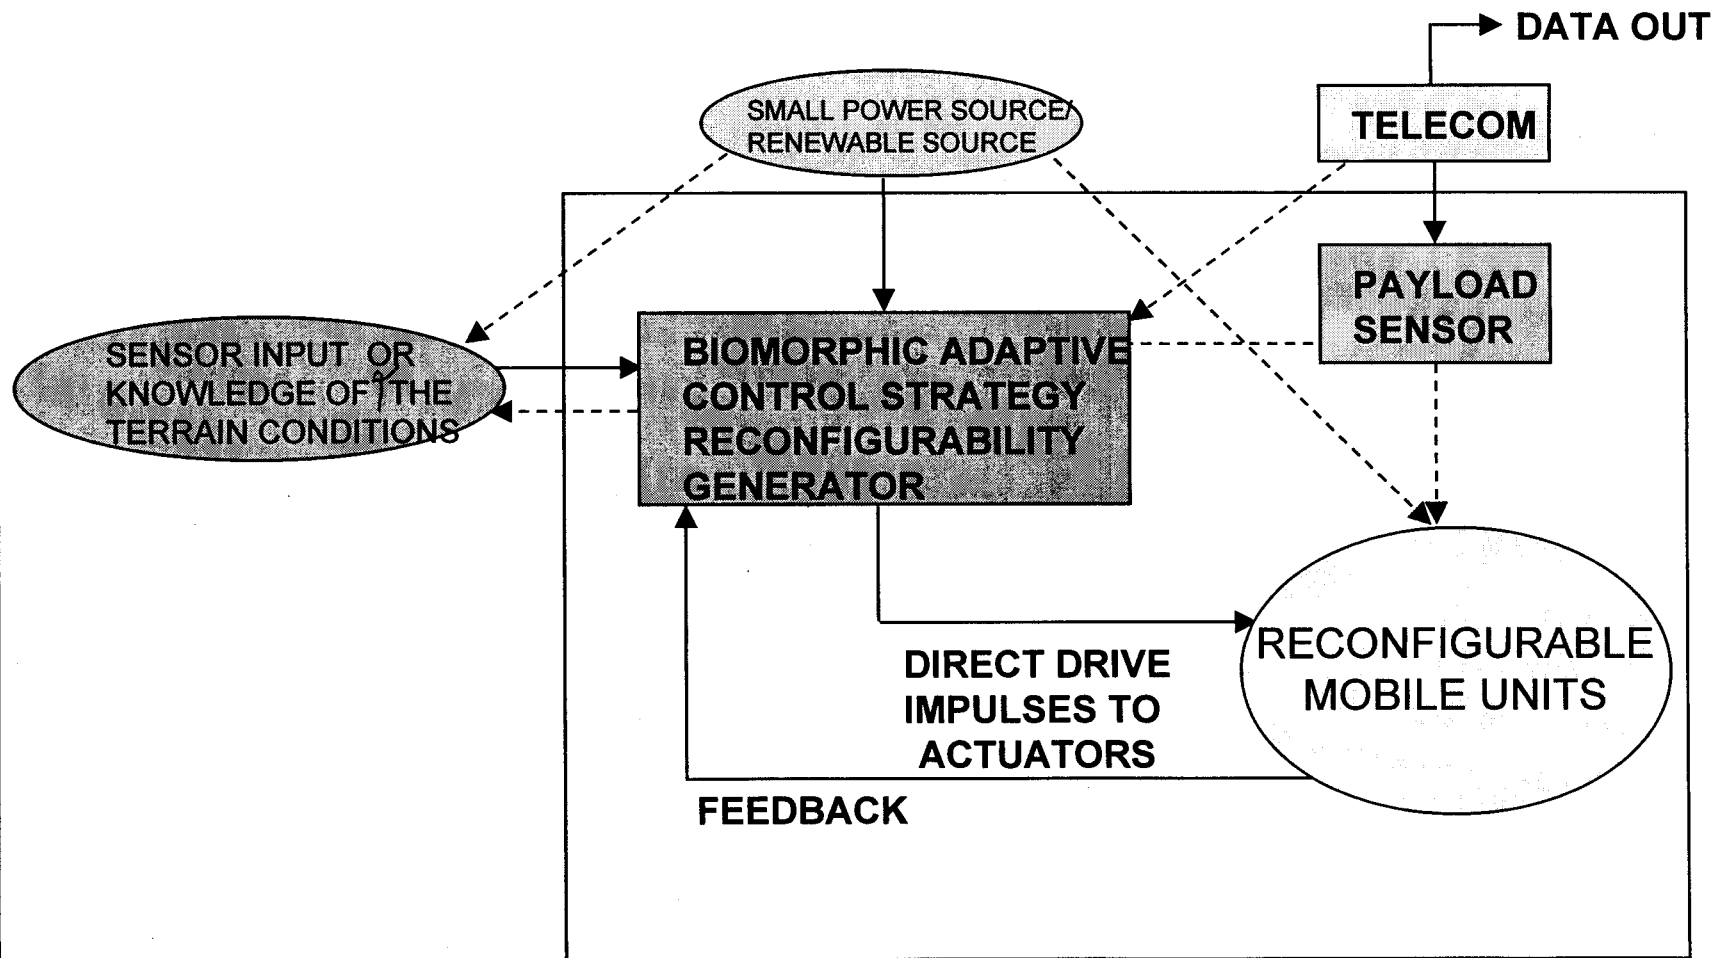 DATA OUT
SMALL POWER SOURCE/
RENEWABLE SOURCE
TELECOM
PAYLOAD
SENSOR
SENSOR INPUT OR
KNOWLEDGE OF THE
TERRAIN CONDITIONS
BIOMORPHIC ADAPTIVE
CONTROL STRATEGY
RECONFIGURABILITY
GENERATOR
RECONFIGURABLE
MOBILE UNITS
DIRECT DRIVE
IMPULSES TO
ACTUATORS
FEEDBACK